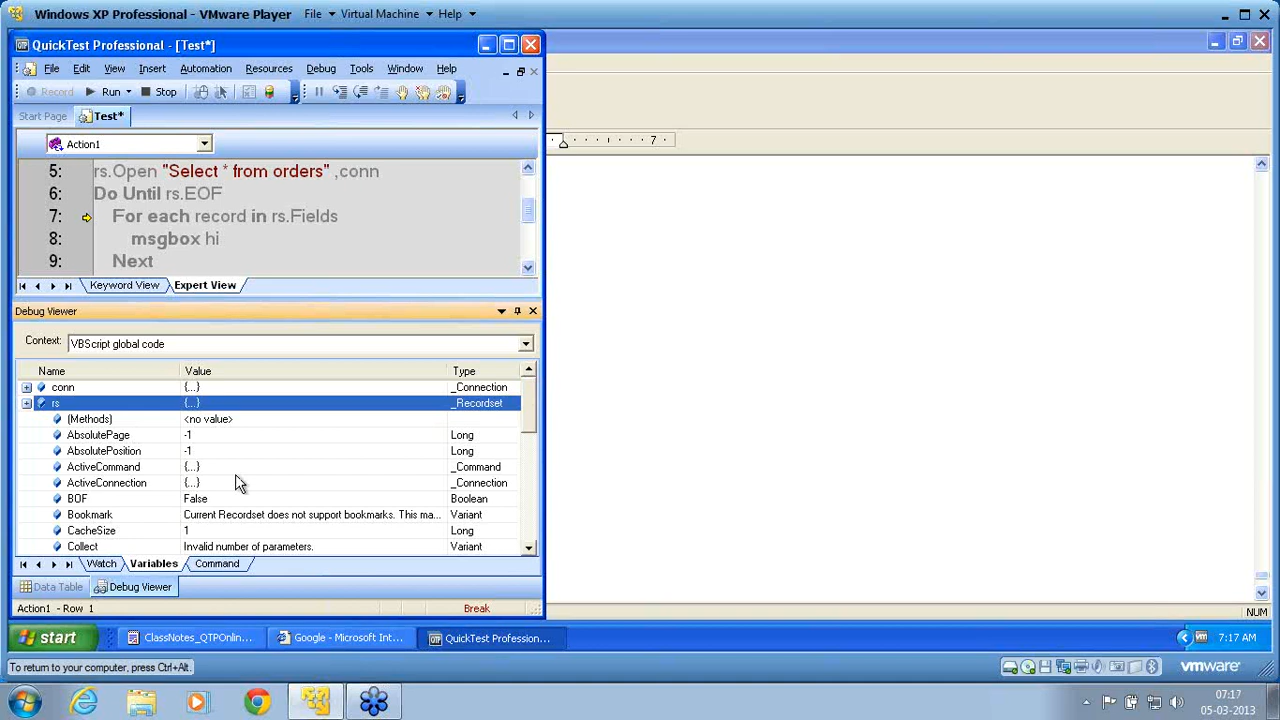 Windows XP Professional - VMware Player File Virtual Machine Help
QuickTest Professional - [Test*]
File Edit View Insert Automation Resources Debug Tools Window Help
Record Run Stop
Start Page Test*
Action1
7
5: rs.Open "Select * from orders" ,conn
6: Do Until rs.EOF
7: For each record in rs.Fields
8: msgbox hi
9: Next
Keyword View Expert View
Debug Viewer
Context: VBScript global code
Name Value Type
conn {...} _Connection
rs {...} _Recordset
(Methods) <no value>
AbsolutePage -1 Long
AbsolutePosition -1 Long
ActiveCommand {...} _Command
ActiveConnection {...} _Connection
BOF False Boolean
Bookmark Current Recordset does not support bookmarks. This ma... Variant
CacheSize 1 Long
Collect Invalid number of parameters. Variant
Watch Variables Command
Data Table Debug Viewer
Action1 - Row 1 Break
NUM
start ClassNotes_QTPOnlin... Google - Microsoft Int... QuickTest Profession... 7:17 AM
To return to your computer, press Ctrl+Alt. vmware
07:17
05-03-2013